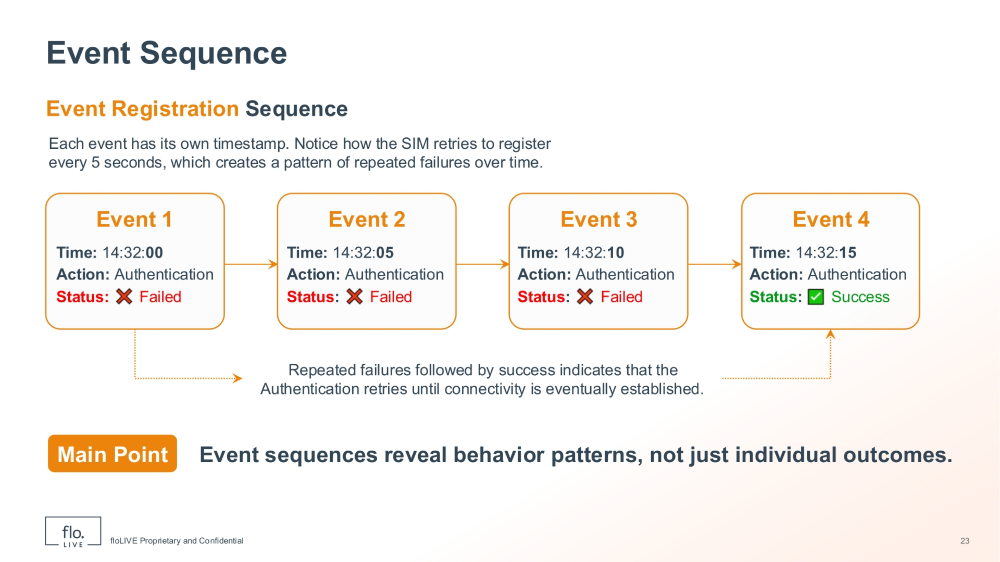 Event Sequence
Event Registration Sequence
Each event has its own timestamp. Notice how the SIM retries to register
every 5 seconds, which creates a pattern of repeated failures over time.
Event 1
Time: 14:32:00
Action: Authentication
Status: ❌ Failed
Event 2
Time: 14:32:05
Action: Authentication
Status: ❌ Failed
Event 3
Time: 14:32:10
Action: Authentication
Status: ❌ Failed
Event 4
Time: 14:32:15
Action: Authentication
Status: ✅ Success
Repeated failures followed by success indicates that the
Authentication retries until connectivity is eventually established.
Main Point
Event sequences reveal behavior patterns, not just individual outcomes.
flo.
LIVE
floLIVE Proprietary and Confidential
23